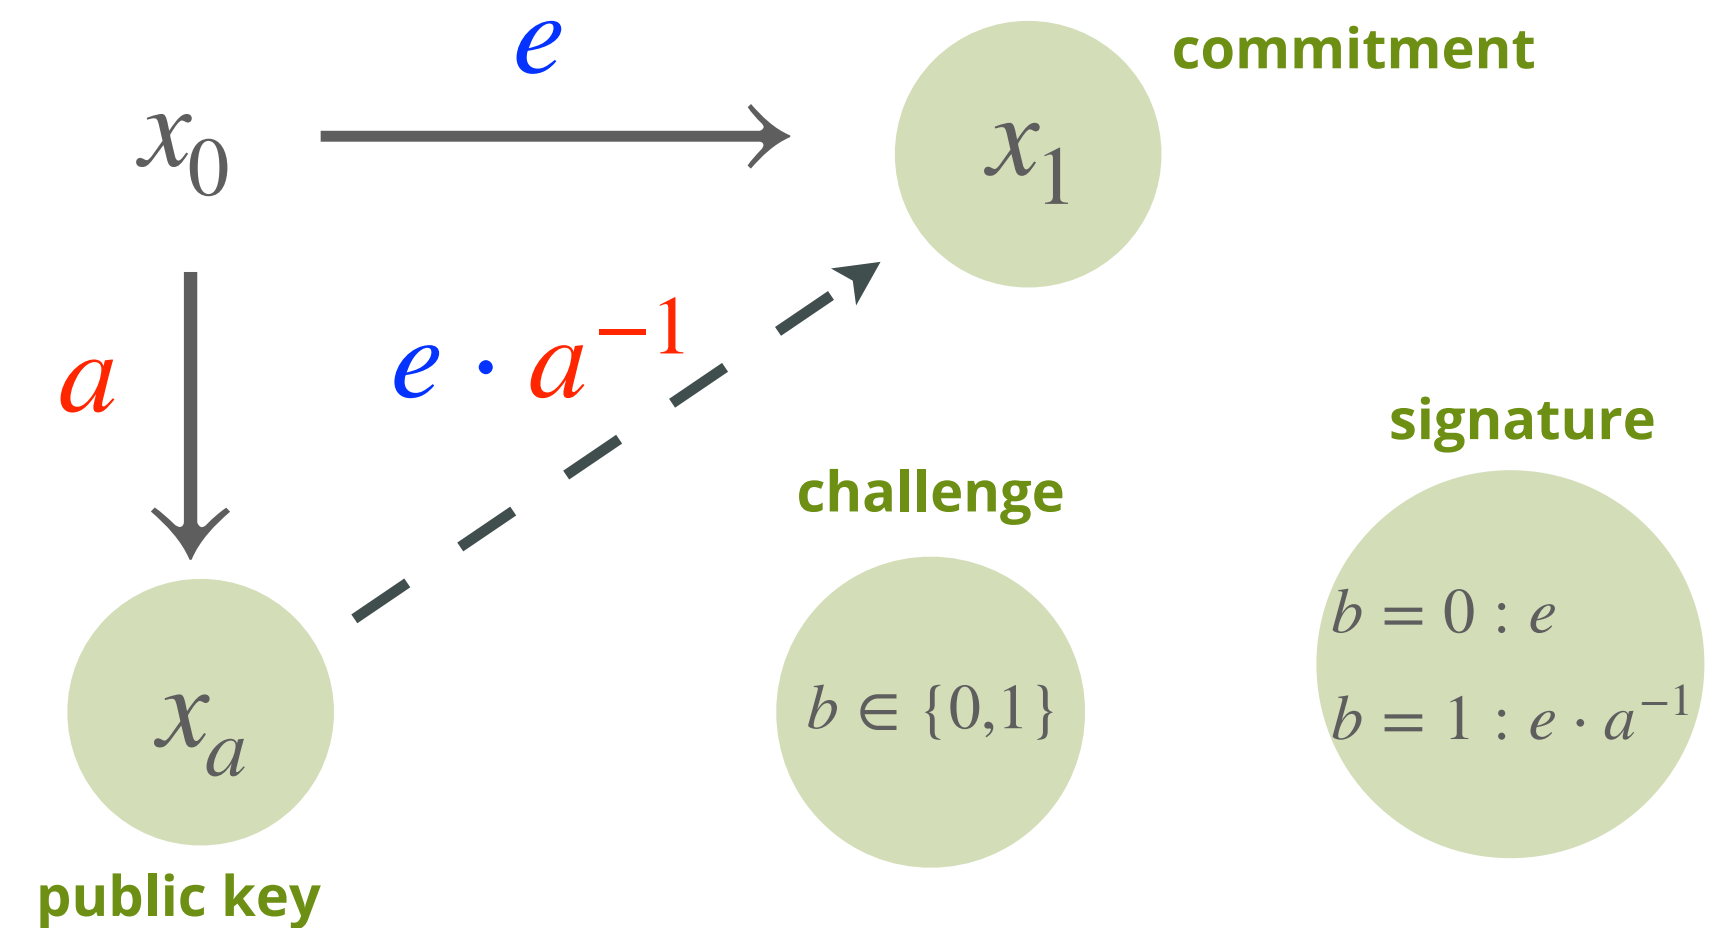 e
commitment
x₀
x₁
a
e · a⁻¹
signature
challenge
b = 0 : e
b ∈ {0,1}
b = 1 : e · a⁻¹
xₐ
public key